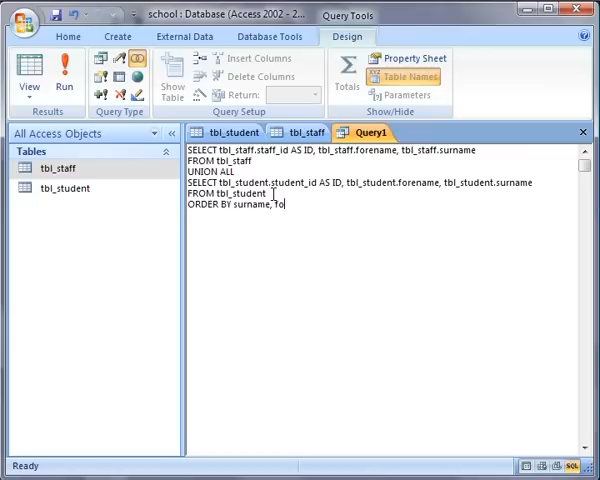 school : Database (Access 2002 - 2...
Query Tools
Home
Create
External Data
Database Tools
Design
View
Run
Results
Query Type
Show
Table
Insert Columns
Delete Columns
Return:
Query Setup
Totals
Property Sheet
Table Names
Parameters
Show/Hide
All Access Objects
Tables
tbl_staff
tbl_student
tbl_student
tbl_staff
Query1
SELECT tbl_staff.staff_id AS ID, tbl_staff.forename, tbl_staff.surname
FROM tbl_staff
UNION ALL
SELECT tbl_student.student_id AS ID, tbl_student.forename, tbl_student.surname
FROM tbl_student
ORDER BY surname, fo
Ready
SQL